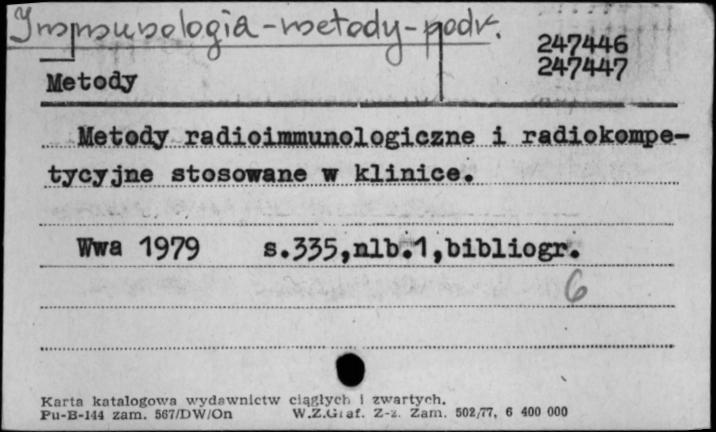 Immunologia - metody - podr.
247446
247447
Metody
Metody radioimmunologiczne i radiokompe-
tycyjne stosowane w klinice.
Wwa 1979 s.335,nlb.1,bibliogr.
6
Karta katalogowa wydawnictw ciągłych i zwartych.
Pu-B-144 zam. 567/DW/On W.Z.Graf. Z-z. Zam. 502/77, 6 400 000